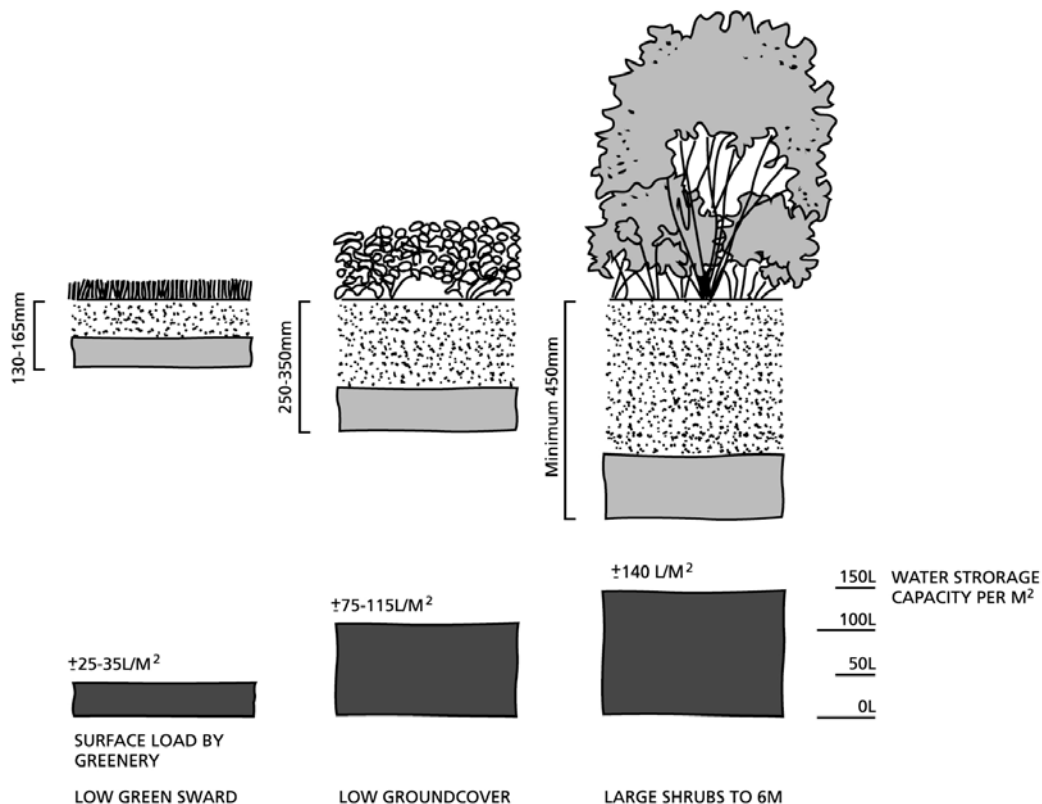 130-165mm
250-350mm
Minimum 450mm
±25-35L/M²
±75-115L/M²
±140 L/M²
150L
100L
50L
0L
WATER STRORAGE
CAPACITY PER M²
SURFACE LOAD BY
GREENERY
LOW GREEN SWARD
LOW GROUNDCOVER
LARGE SHRUBS TO 6M